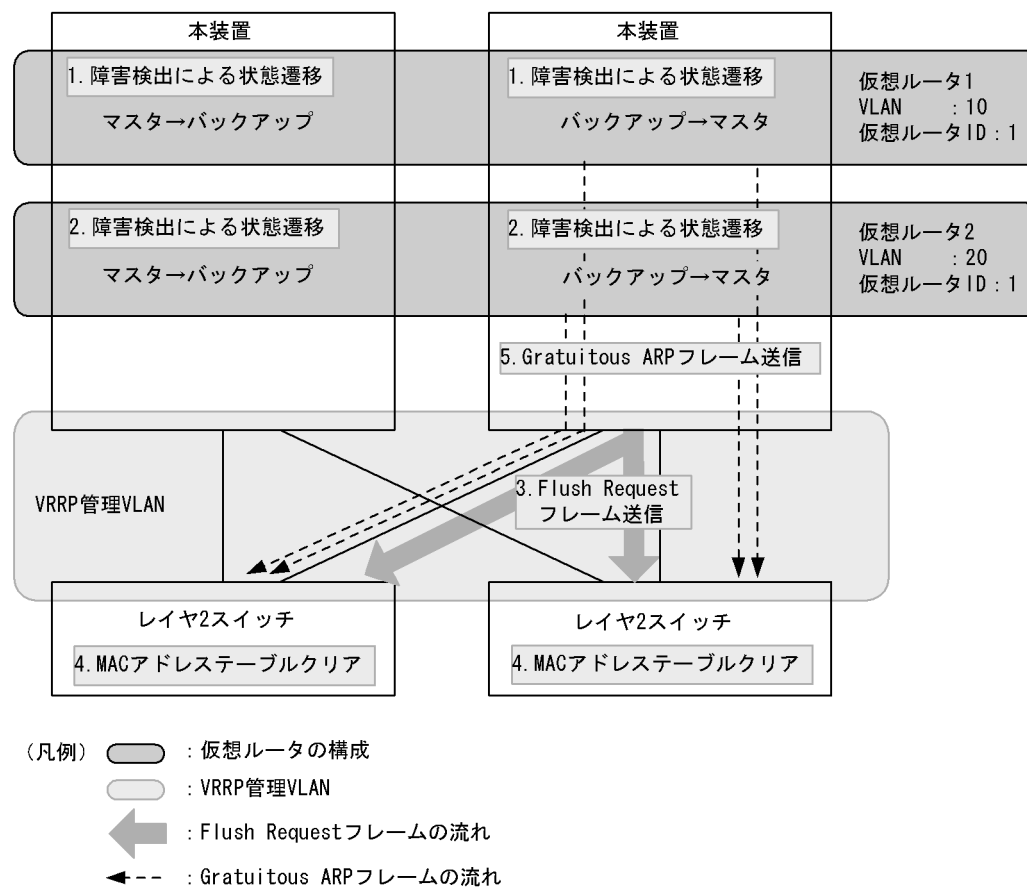 本装置
本装置
1.障害検出による状態遷移
マスタ→バックアップ
1.障害検出による状態遷移
バックアップ→マスタ
仮想ルータ1
VLAN :10
仮想ルータID:1
2.障害検出による状態遷移
マスタ→バックアップ
2.障害検出による状態遷移
バックアップ→マスタ
仮想ルータ2
VLAN :20
仮想ルータID:1
5.Gratuitous ARPフレーム送信
VRRP管理VLAN
3.Flush Request
フレーム送信
レイヤ2スイッチ
4.MACアドレステーブルクリア
レイヤ2スイッチ
4.MACアドレステーブルクリア
(凡例)
:仮想ルータの構成
:VRRP管理VLAN
:Flush Requestフレームの流れ
:Gratuitous ARPフレームの流れ